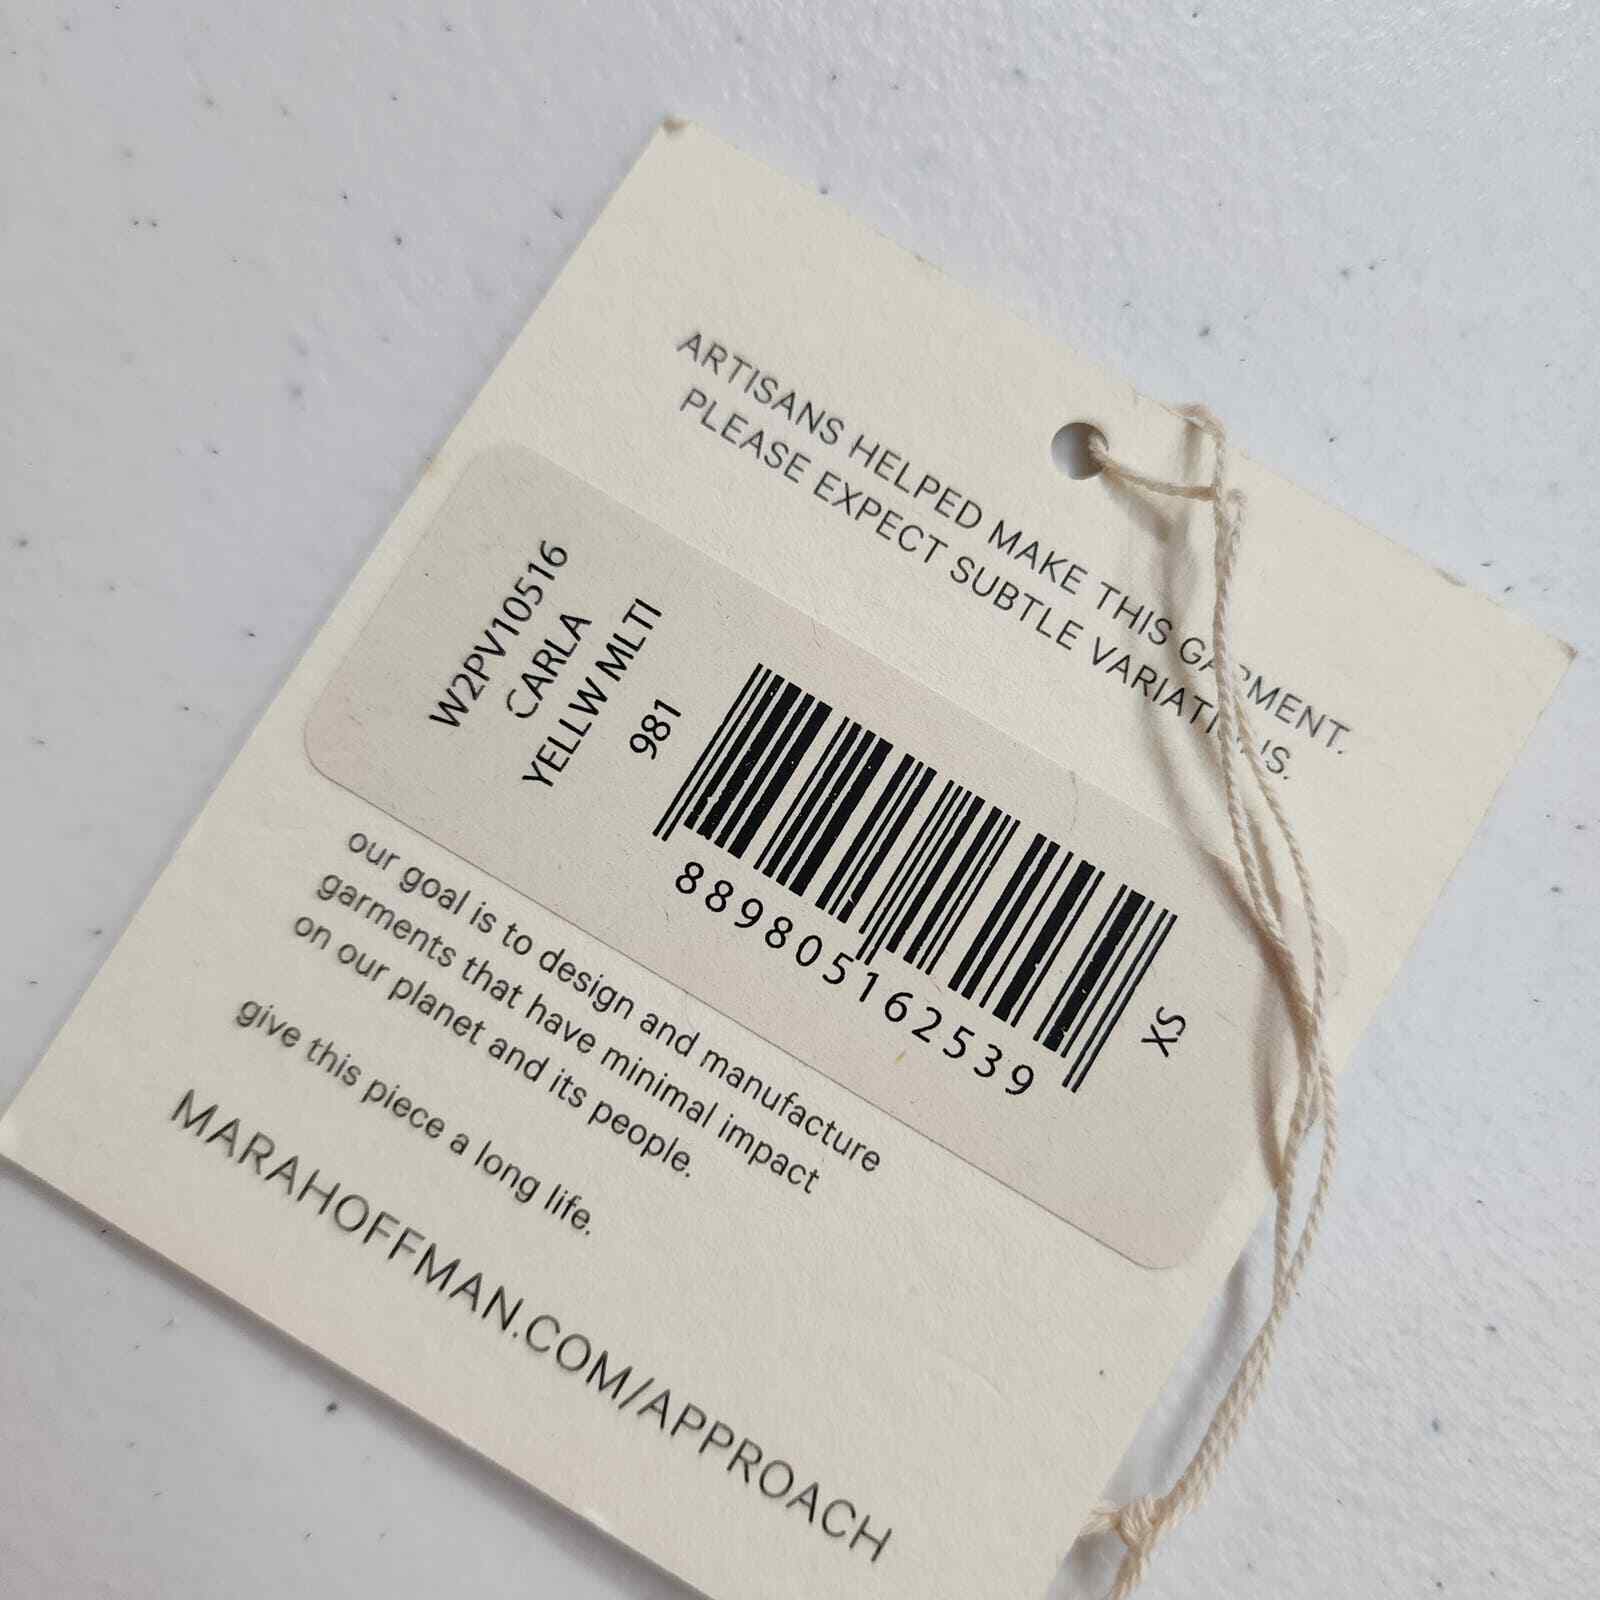 ARTISANS HELPED MAKE THIS GARMENT.
PLEASE EXPECT SUBTLE VARIATIONS.
W2PV10516
CARLA
YELLW MLTI
981
889805162539
XS
our goal is to design and manufacture
garments that have minimal impact
on our planet and its people.
give this piece a long life.
MARAHOFFMAN.COM/APPROACH